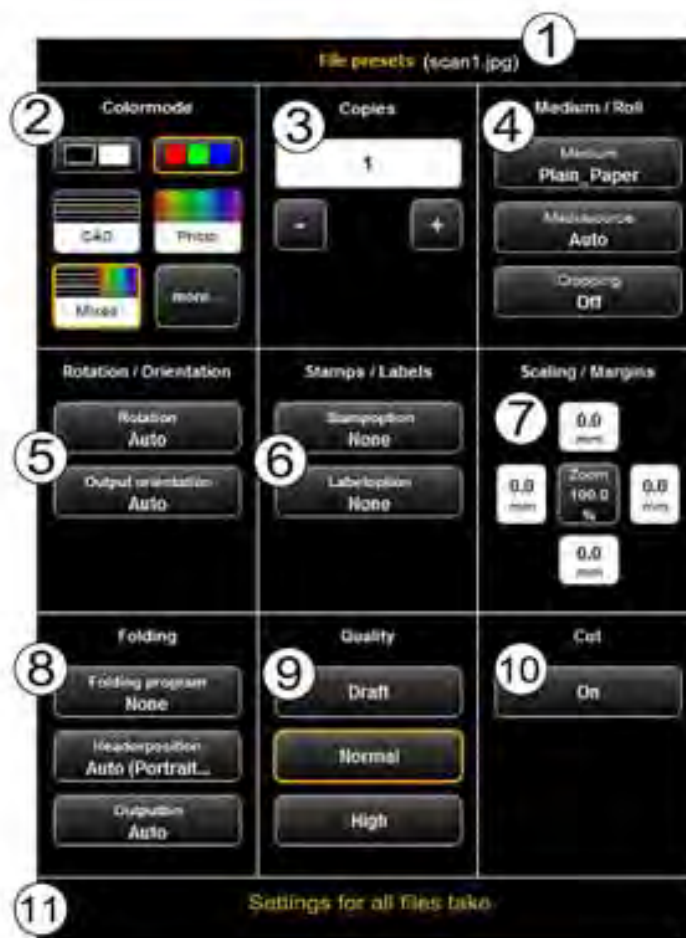 1
File presets (scan1.jpg)
2
Colormode
CAD
Photo
Mixed
more...
3
Copies
1
-
+
4
Medium / Roll
Medium
Plain_Paper
Mediasource
Auto
Cropping
Off
5
Rotation / Orientation
Rotation
Auto
Output orientation
Auto
6
Stamps / Labels
Stampoption
None
Labeloption
None
7
Scaling / Margins
0.0
mm
0.0
mm
Zoom
100.0
%
0.0
mm
0.0
mm
8
Folding
Folding program
None
Headerposition
Auto (Portrait...
Outputbin
Auto
9
Quality
Draft
Normal
High
10
Cut
On
11
Settings for all files take